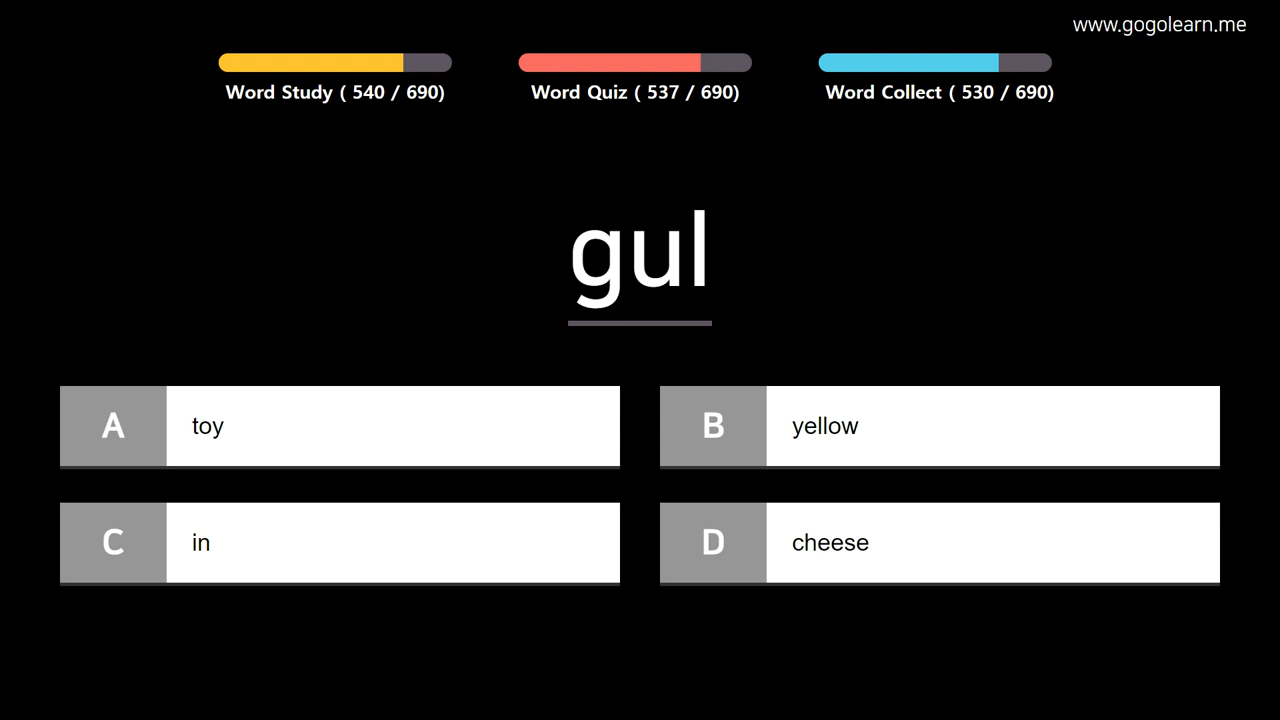 www.gogolearn.me
Word Study ( 540 / 690)
Word Quiz ( 537 / 690)
Word Collect ( 530 / 690)
gul
A toy
B yellow
C in
D cheese